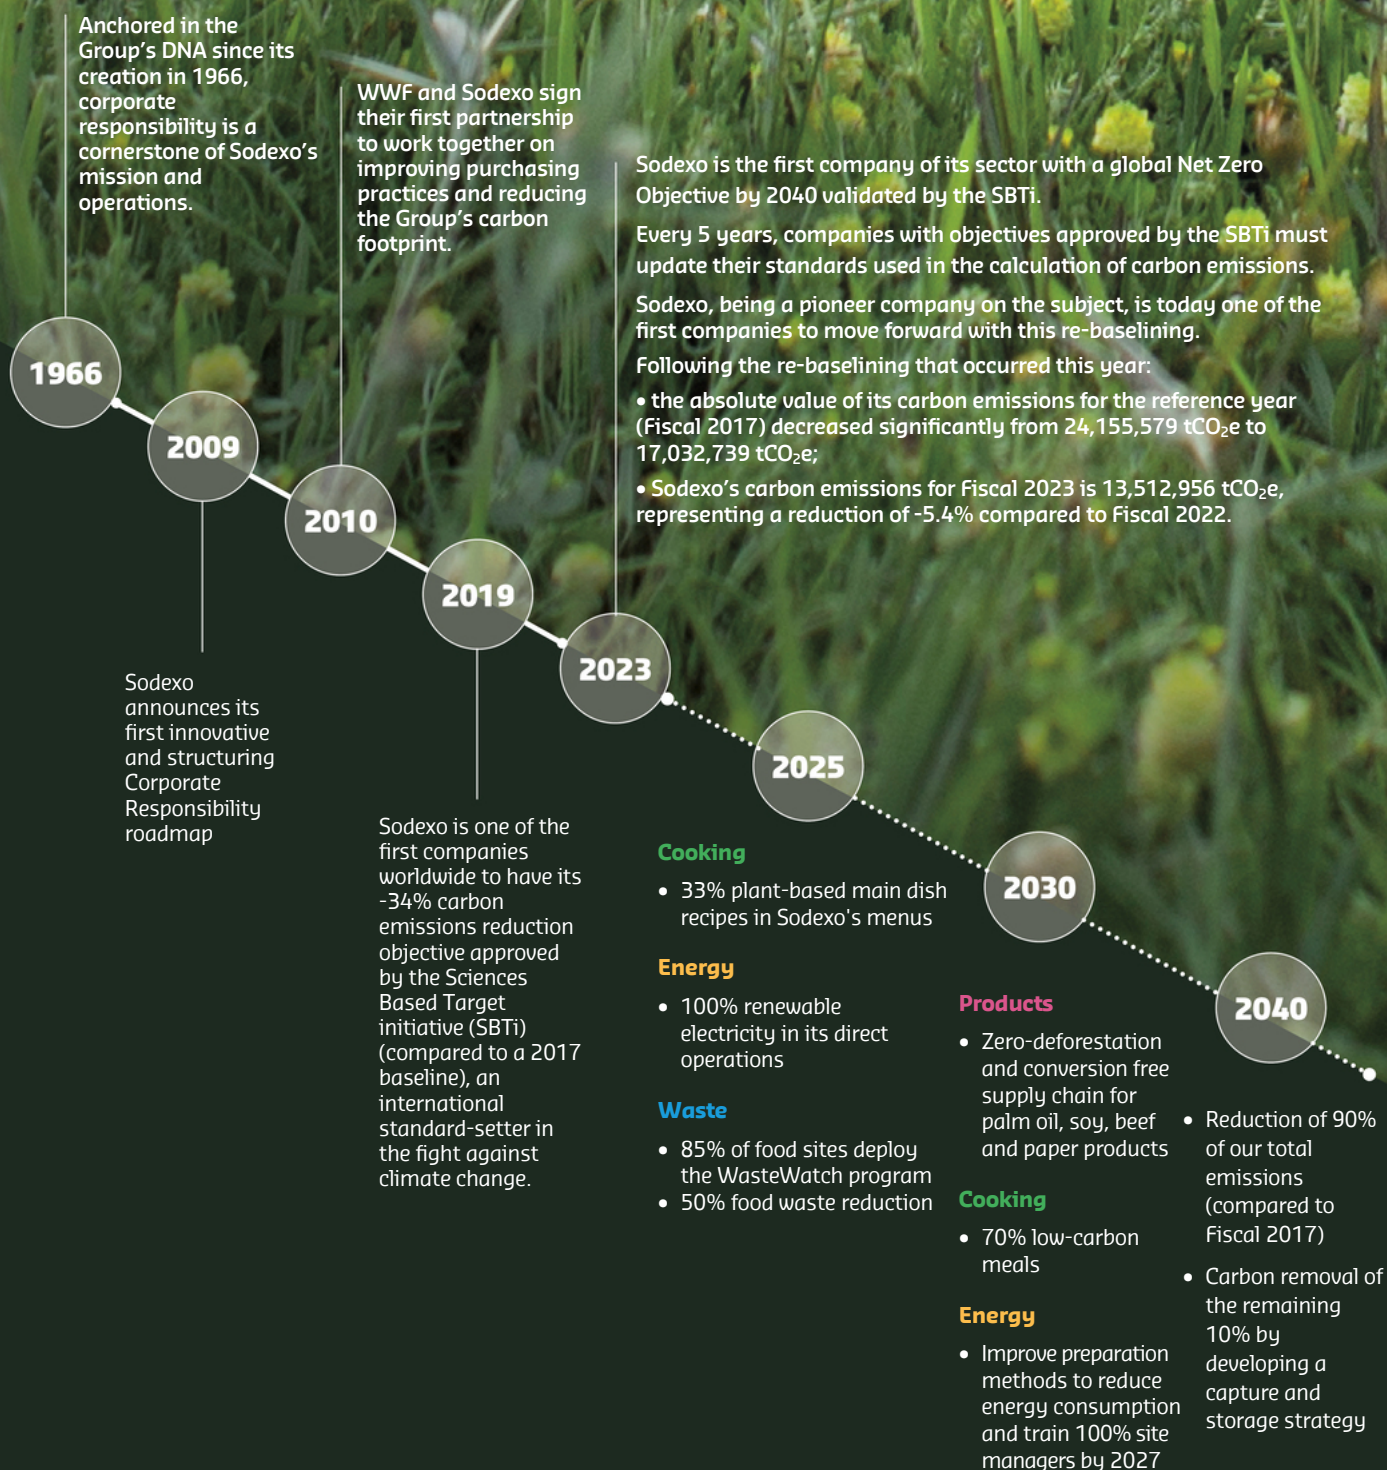 Anchored in the
Group's DNA since its
creation in 1966,
corporate
responsibility is a
cornerstone of Sodexo's
mission and
operations.
WWF and Sodexo sign
their first partnership
to work together on
improving purchasing
practices and reducing
the Group's carbon
footprint.
Sodexo is the first company of its sector with a global Net Zero
Objective by 2040 validated by the SBTi.
Every 5 years, companies with objectives approved by the SBTi must
update their standards used in the calculation of carbon emissions.
Sodexo, being a pioneer company on the subject, is today one of the
first companies to move forward with this re-baselining.
Following the re-baselining that occurred this year:
• the absolute value of its carbon emissions for the reference year
(Fiscal 2017) decreased significantly from 24,155,579 tCO₂e to
17,032,739 tCO₂e;
• Sodexo's carbon emissions for Fiscal 2023 is 13,512,956 tCO₂e,
representing a reduction of -5.4% compared to Fiscal 2022.
1966
2009
2010
2019
2023
2025
2030
2040
Sodexo
announces its
first innovative
and structuring
Corporate
Responsibility
roadmap
Sodexo is one of the
first companies
worldwide to have its
-34% carbon
emissions reduction
objective approved
by the Sciences
Based Target
initiative (SBTi)
(compared to a 2017
baseline), an
international
standard-setter in
the fight against
climate change.
Cooking
• 33% plant-based main dish
recipes in Sodexo's menus
Energy
• 100% renewable
electricity in its direct
operations
Waste
• 85% of food sites deploy
the WasteWatch program
• 50% food waste reduction
Products
• Zero-deforestation
and conversion free
supply chain for
palm oil, soy, beef
and paper products
Cooking
• 70% low-carbon
meals
Energy
• Improve preparation
methods to reduce
energy consumption
and train 100% site
managers by 2027
• Reduction of 90%
of our total
emissions
(compared to
Fiscal 2017)
• Carbon removal of
the remaining
10% by
developing a
capture and
storage strategy